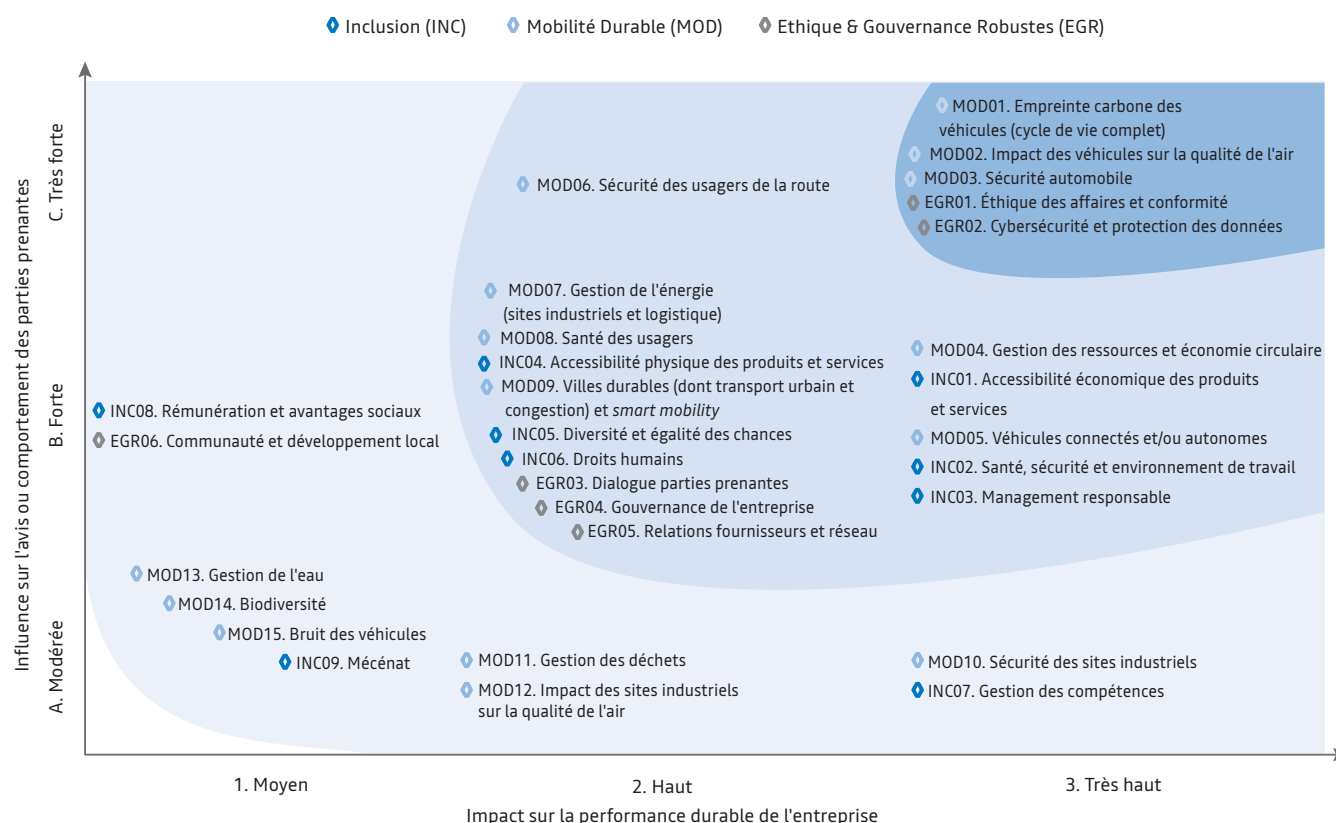 Inclusion (INC) Mobilité Durable (MOD) Ethique & Gouvernance Robustes (EGR)
Influence sur l'avis ou comportement des parties prenantes
C. Très forte
B. Forte
A. Modérée
MOD01. Empreinte carbone des
véhicules (cycle de vie complet)
MOD02. Impact des véhicules sur la qualité de l'air
MOD03. Sécurité automobile
EGR01. Éthique des affaires et conformité
EGR02. Cybersécurité et protection des données
MOD06. Sécurité des usagers de la route
MOD07. Gestion de l'énergie
(sites industriels et logistique)
MOD08. Santé des usagers
INC04. Accessibilité physique des produits et services
MOD09. Villes durables (dont transport urbain et
congestion) et smart mobility
INC05. Diversité et égalité des chances
INC06. Droits humains
EGR03. Dialogue parties prenantes
EGR04. Gouvernance de l'entreprise
EGR05. Relations fournisseurs et réseau
MOD04. Gestion des ressources et économie circulaire
INC01. Accessibilité économique des produits
et services
MOD05. Véhicules connectés et/ou autonomes
INC02. Santé, sécurité et environnement de travail
INC03. Management responsable
INC08. Rémunération et avantages sociaux
EGR06. Communauté et développement local
MOD13. Gestion de l'eau
MOD14. Biodiversité
MOD15. Bruit des véhicules
INC09. Mécénat
MOD11. Gestion des déchets
MOD12. Impact des sites industriels
sur la qualité de l'air
MOD10. Sécurité des sites industriels
INC07. Gestion des compétences
1. Moyen
2. Haut
3. Très haut
Impact sur la performance durable de l'entreprise